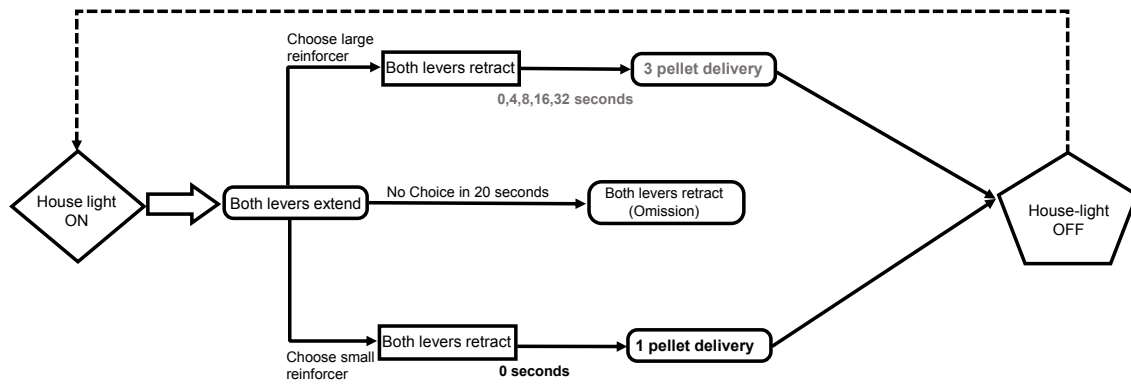 Choose large
reinforcer
Both levers retract
3 pellet delivery
0,4,8,16,32 seconds
House light
ON
Both levers extend
No Choice in 20 seconds
Both levers retract
(Omission)
House-light
OFF
Choose small
reinforcer
Both levers retract
1 pellet delivery
0 seconds